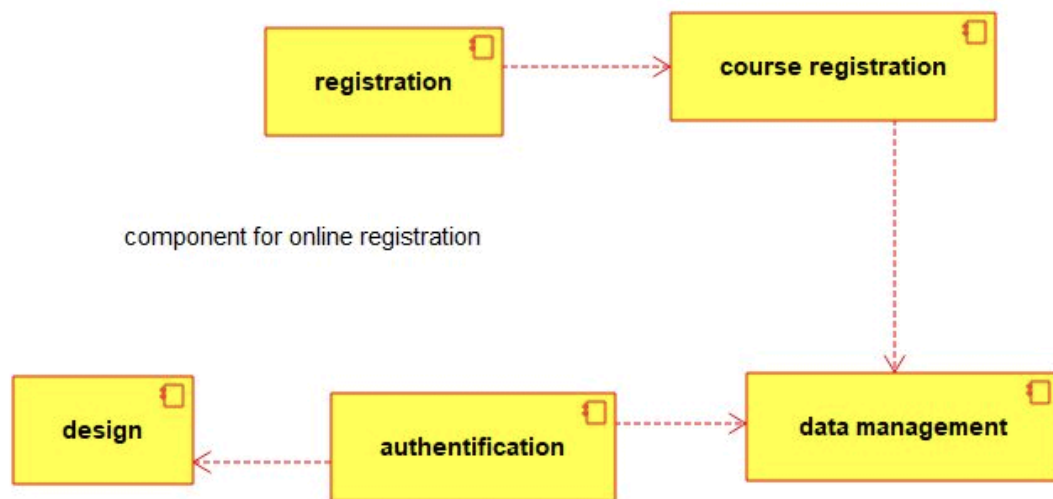 registration
course registration
component for online registration
design
authentification
data management